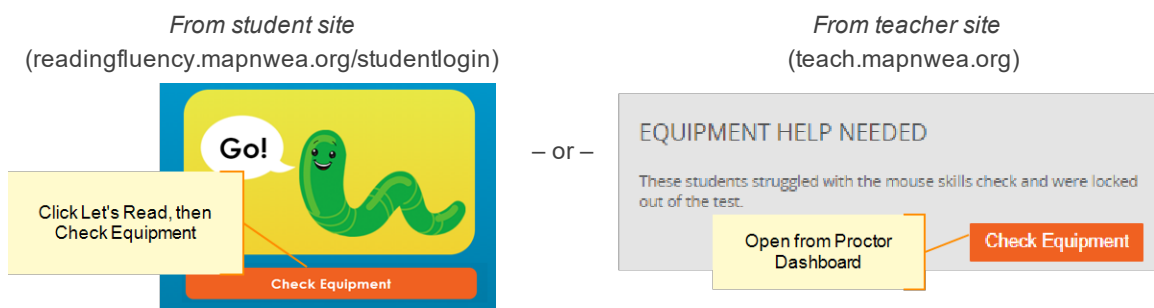 From student site
(readingfluency.mapnwea.org/studentlogin)
Go!
Click Let's Read, then
Check Equipment
Check Equipment
– or –
From teacher site
(teach.mapnwea.org)
EQUIPMENT HELP NEEDED
These students struggled with the mouse skills check and were locked
out of the test.
Open from Proctor
Dashboard
Check Equipment